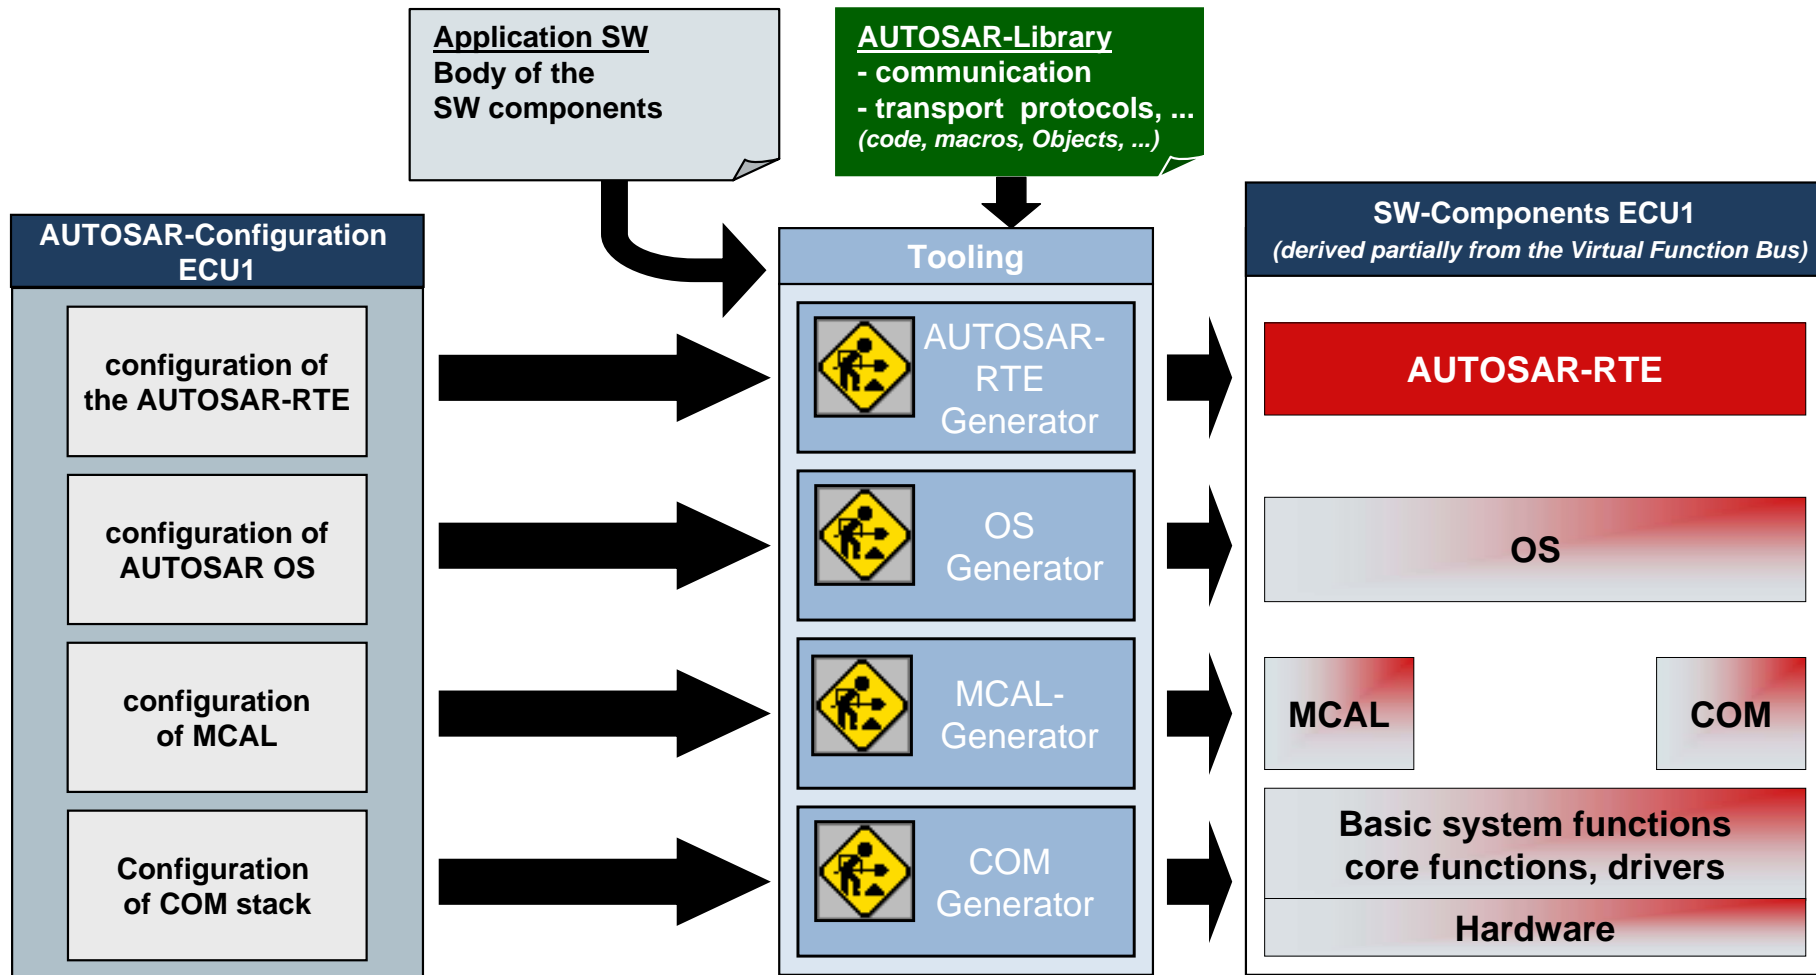 Application SW
Body of the
SW components
AUTOSAR-Library
- communication
- transport protocols, ...
(code, macros, Objects, ...)
AUTOSAR-Configuration
ECU1
configuration of
the AUTOSAR-RTE
configuration of
AUTOSAR OS
configuration
of MCAL
Configuration
of COM stack
Tooling
AUTOSAR-
RTE
Generator
OS
Generator
MCAL-
Generator
COM
Generator
SW-Components ECU1
(derived partially from the Virtual Function Bus)
AUTOSAR-RTE
OS
MCAL
COM
Basic system functions
core functions, drivers
Hardware